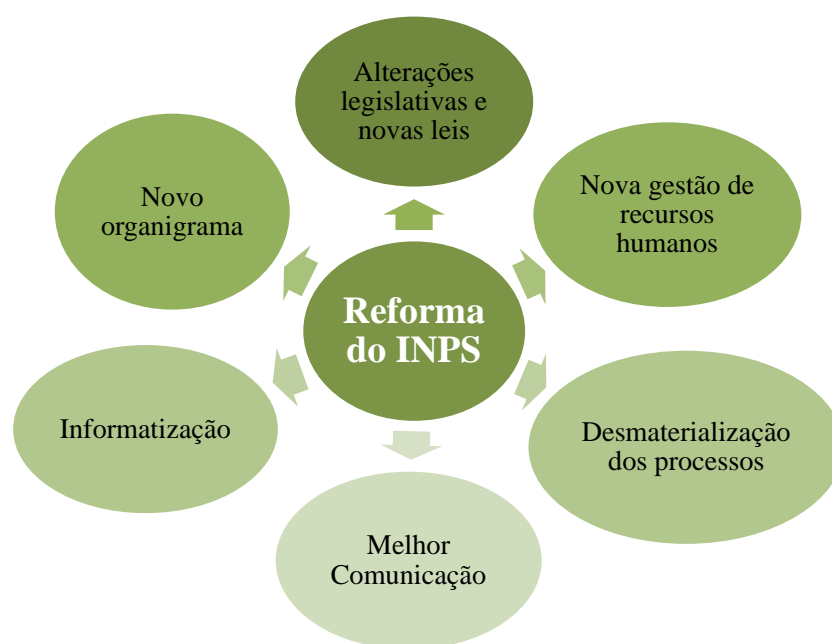 Alterações
legislativas e
novas leis
Novo
organigrama
Nova gestão de
recursos
humanos
Reforma
do INPS
Informatização
Desmaterialização
dos processos
Melhor
Comunicação